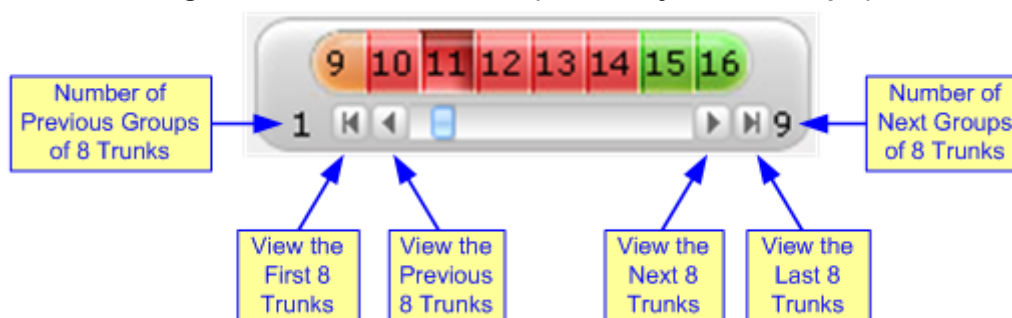 9 10 11 12 13 14 15 16
Number of
Previous Groups
of 8 Trunks
1
9
Number of
Next Groups
of 8 Trunks
View the
First 8
Trunks
View the
Previous
8 Trunks
View the
Next 8
Trunks
View the
Last 8
Trunks